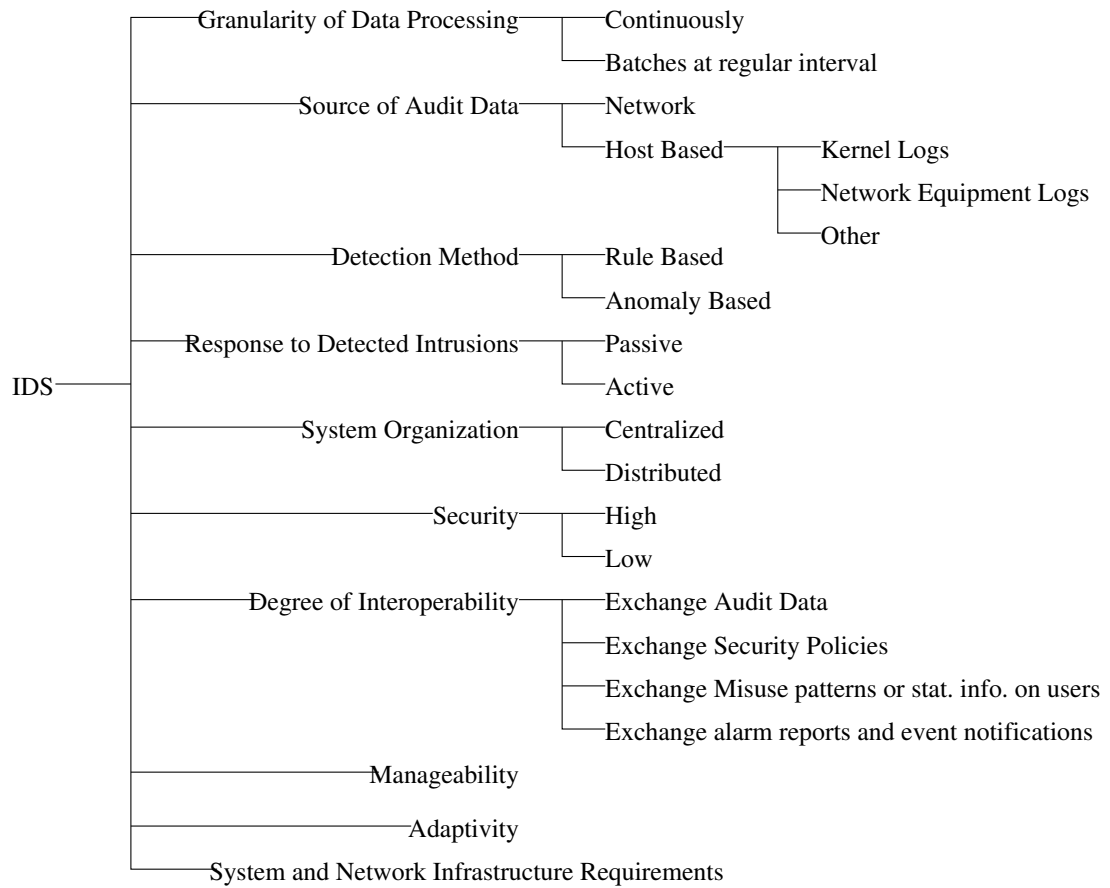 Granularity of Data Processing Continuously
Batches at regular interval
Source of Audit Data Network
Host Based Kernel Logs
Network Equipment Logs
Other
Detection Method Rule Based
Anomaly Based
Response to Detected Intrusions Passive
IDS Active
System Organization Centralized
Distributed
Security High
Low
Degree of Interoperability Exchange Audit Data
Exchange Security Policies
Exchange Misuse patterns or stat. info. on users
Exchange alarm reports and event notifications
Manageability
Adaptivity
System and Network Infrastructure Requirements